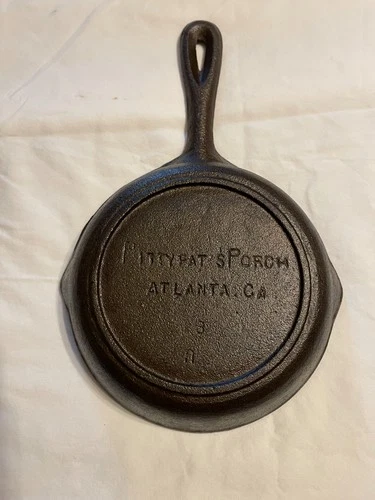 PITTYPAT'S PORCH
ATLANTA. GA
3